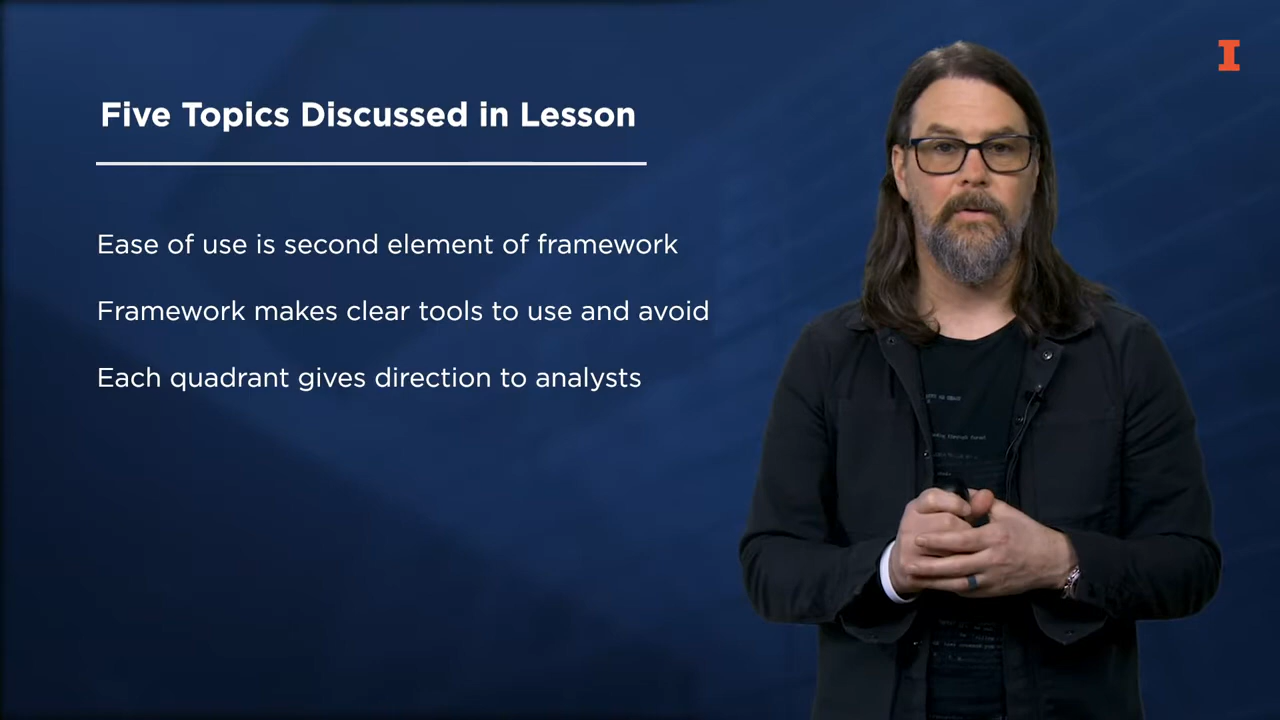 Five Topics Discussed in Lesson
I
Ease of use is second element of framework
Framework makes clear tools to use and avoid
Each quadrant gives direction to analysts